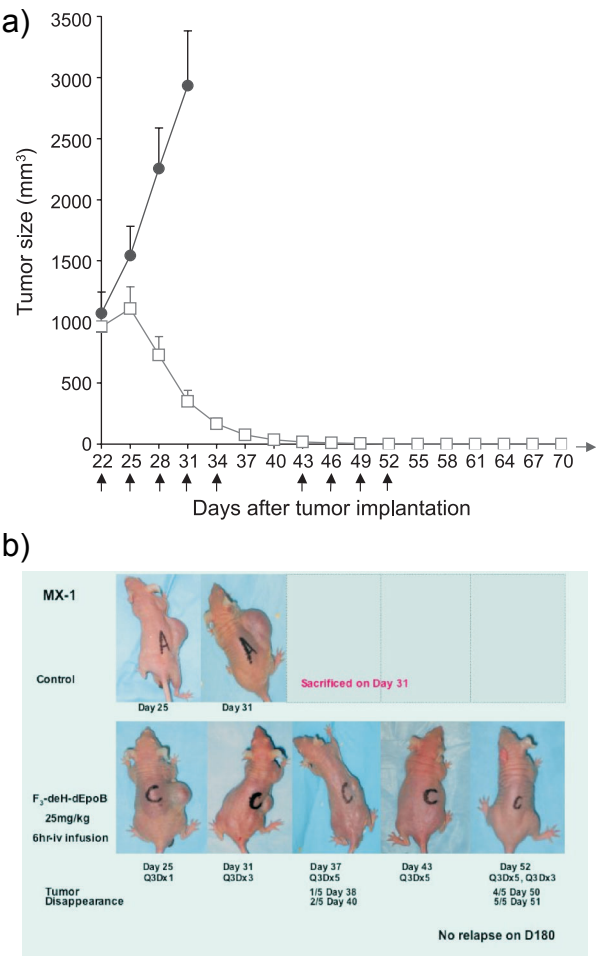 a)
3500
3000
2500
2000
1500
1000
500
0
Tumor size (mm³)
22 25 28 31 34 37 40 43 46 49 52 55 58 61 64 67 70
Days after tumor implantation
b)
MX-1
A A
Control
Sacrificed on Day 31
Day 25 Day 31
C C C C C
F₃-deH-dEpoB
25mg/kg
6hr-iv infusion
Day 25 Day 31 Day 37 Day 43 Day 52
Q3Dx1 Q3Dx3 Q3Dx5 Q3Dx5 Q3Dx5, Q3Dx3
Tumor 1/5 Day 38 4/5 Day 50
Disappearance 2/5 Day 40 5/5 Day 51
No relapse on D180